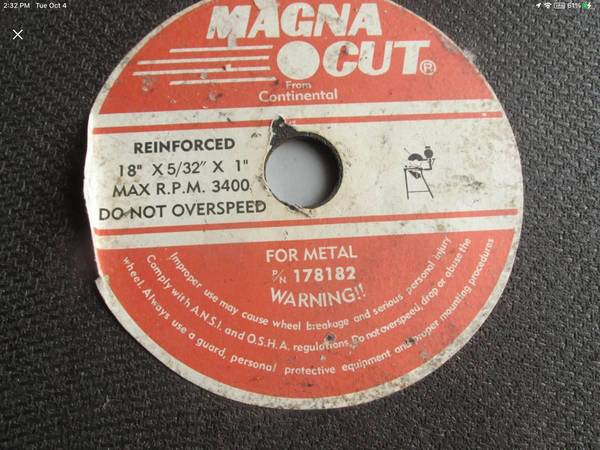 2:32 PM Tue Oct 4
61%
MAGNA
CUT®
From
Continental
REINFORCED
18" X 5/32" X 1"
MAX R.P.M. 3400
DO NOT OVERSPEED
FOR METAL
P/N 178182
WARNING!!
Improper use may cause wheel breakage and serious personal injury
Comply with A.N.S.I. and O.S.H.A. regulations. Do not overspeed, drop or abuse the
wheel. Always use a guard, personal protective equipment and proper mounting procedures